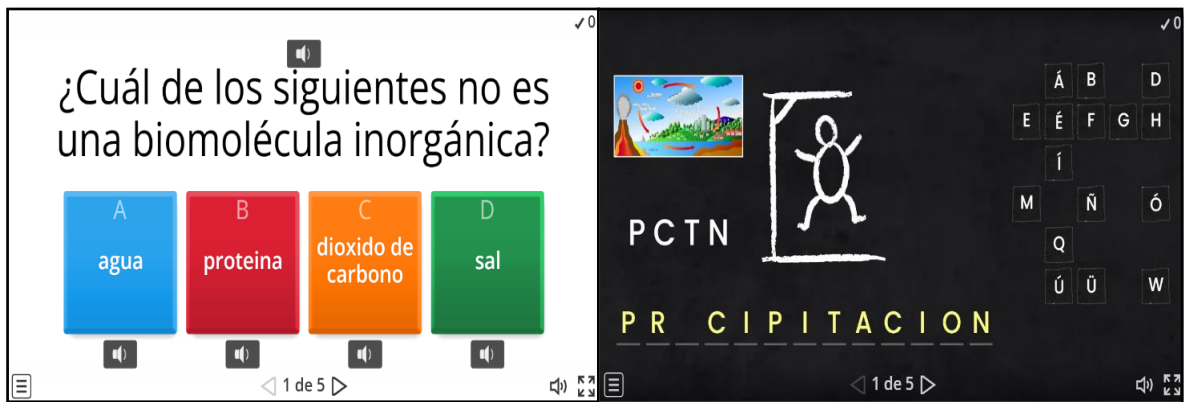 ✓0
¿Cuál de los siguientes no es
una biomolécula inorgánica?
A
agua
B
proteina
C
dioxido de
carbono
D
sal
1 de 5
✓0
Á B D
E É F G H
Í
M Ñ Ó
Q
Ú Ü W
PCTN
PR CIPITACION
1 de 5